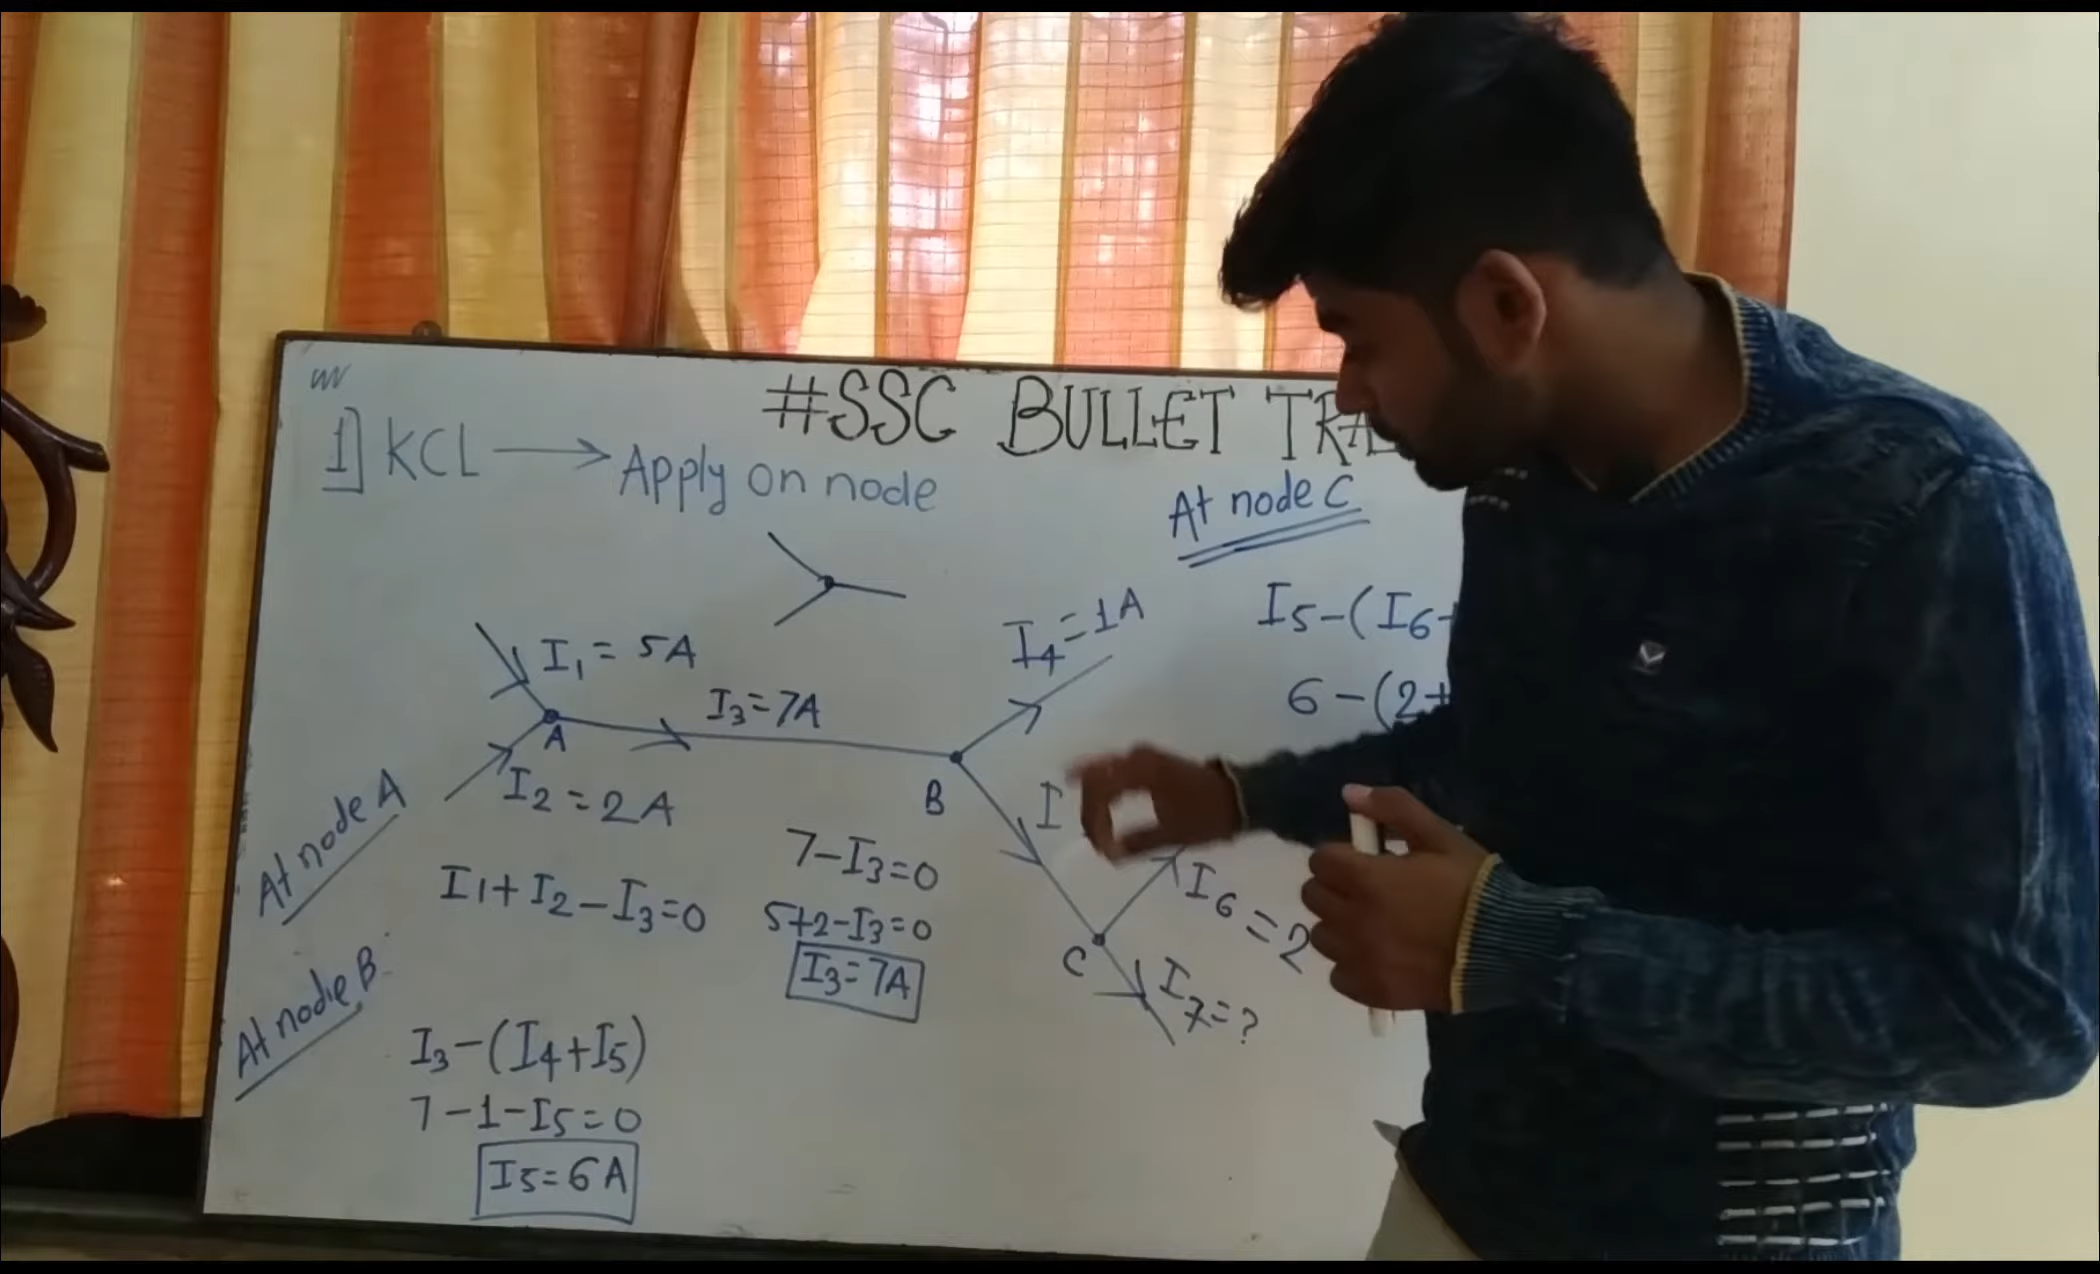 #SSC BULLET TRA
1] KCL → Apply on node
At node C
I5-(I6+
6-(2+
I4=1A
I1= 5A
I3=7A
A
I2=2A
B
I
I6=2
C
I7=?
At node A
I1+I2-I3=0
7-I3=0
5+2-I3=0
I3=7A
At node B
I3-(I4+I5)
7-1-I5=0
I5=6A